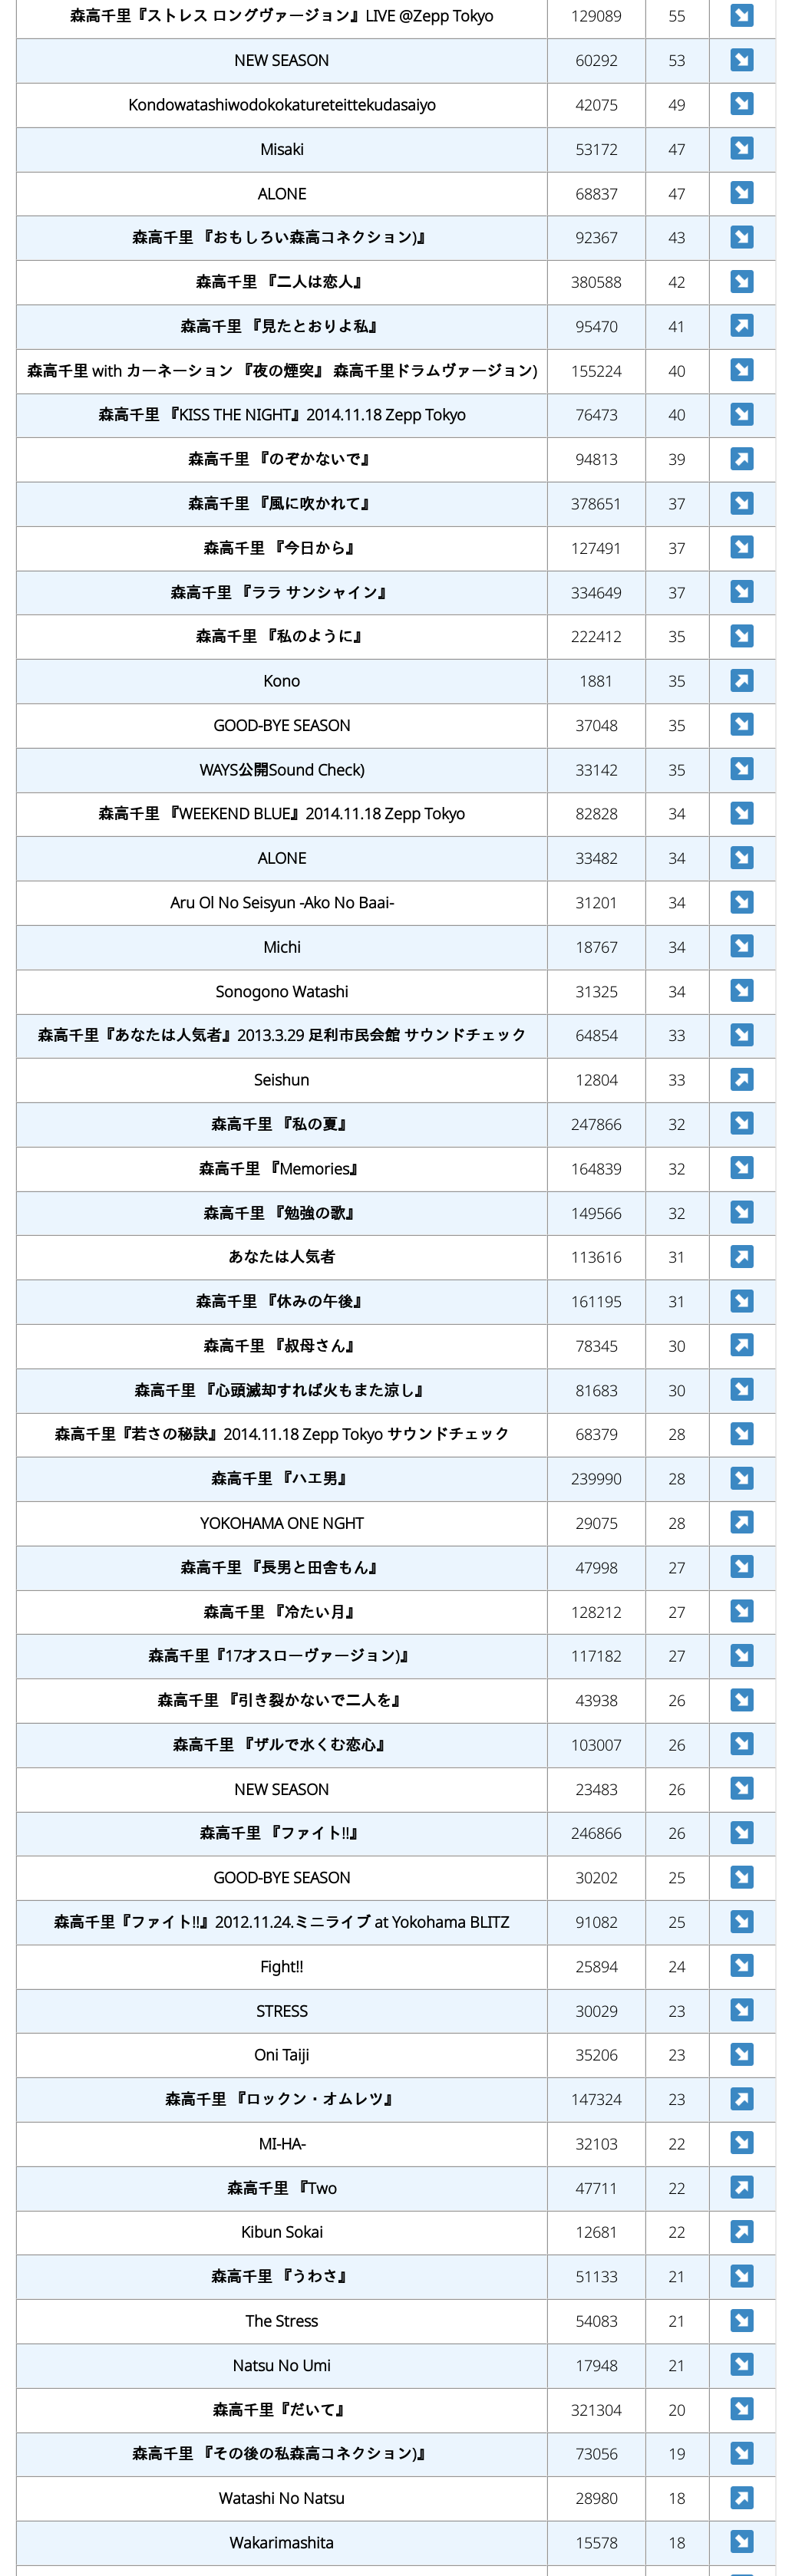 森高千里『ストレス ロングヴァージョン』LIVE @Zepp Tokyo 129089 55
NEW SEASON 60292 53
Kondowatashiwodokokatureteittekudasaiyo 42075 49
Misaki 53172 47
ALONE 68837 47
森高千里 『おもしろい森高コネクション)』 92367 43
森高千里 『二人は恋人』 380588 42
森高千里 『見たとおりよ私』 95470 41
森高千里 with カーネーション 『夜の煙突』 森高千里ドラムヴァージョン) 155224 40
森高千里 『KISS THE NIGHT』2014.11.18 Zepp Tokyo 76473 40
森高千里 『のぞかないで』 94813 39
森高千里 『風に吹かれて』 378651 37
森高千里 『今日から』 127491 37
森高千里 『ララ サンシャイン』 334649 37
森高千里 『私のように』 222412 35
Kono 1881 35
GOOD-BYE SEASON 37048 35
WAYS公開Sound Check) 33142 35
森高千里 『WEEKEND BLUE』2014.11.18 Zepp Tokyo 82828 34
ALONE 33482 34
Aru Ol No Seisyun -Ako No Baai- 31201 34
Michi 18767 34
Sonogono Watashi 31325 34
森高千里『あなたは人気者』2013.3.29 足利市民会館 サウンドチェック 64854 33
Seishun 12804 33
森高千里 『私の夏』 247866 32
森高千里 『Memories』 164839 32
森高千里 『勉強の歌』 149566 32
あなたは人気者 113616 31
森高千里 『休みの午後』 161195 31
森高千里 『叔母さん』 78345 30
森高千里 『心頭滅却すれば火もまた涼し』 81683 30
森高千里『若さの秘訣』2014.11.18 Zepp Tokyo サウンドチェック 68379 28
森高千里 『ハエ男』 239990 28
YOKOHAMA ONE NGHT 29075 28
森高千里 『長男と田舎もん』 47998 27
森高千里 『冷たい月』 128212 27
森高千里『17才スローヴァージョン)』 117182 27
森高千里 『引き裂かないで二人を』 43938 26
森高千里 『ザルで水くむ恋心』 103007 26
NEW SEASON 23483 26
森高千里 『ファイト!!』 246866 26
GOOD-BYE SEASON 30202 25
森高千里『ファイト!!』2012.11.24.ミニライブ at Yokohama BLITZ 91082 25
Fight!! 25894 24
STRESS 30029 23
Oni Taiji 35206 23
森高千里 『ロックン・オムレツ』 147324 23
MI-HA- 32103 22
森高千里 『Two 47711 22
Kibun Sokai 12681 22
森高千里 『うわさ』 51133 21
The Stress 54083 21
Natsu No Umi 17948 21
森高千里『だいて』 321304 20
森高千里 『その後の私森高コネクション)』 73056 19
Watashi No Natsu 28980 18
Wakarimashita 15578 18